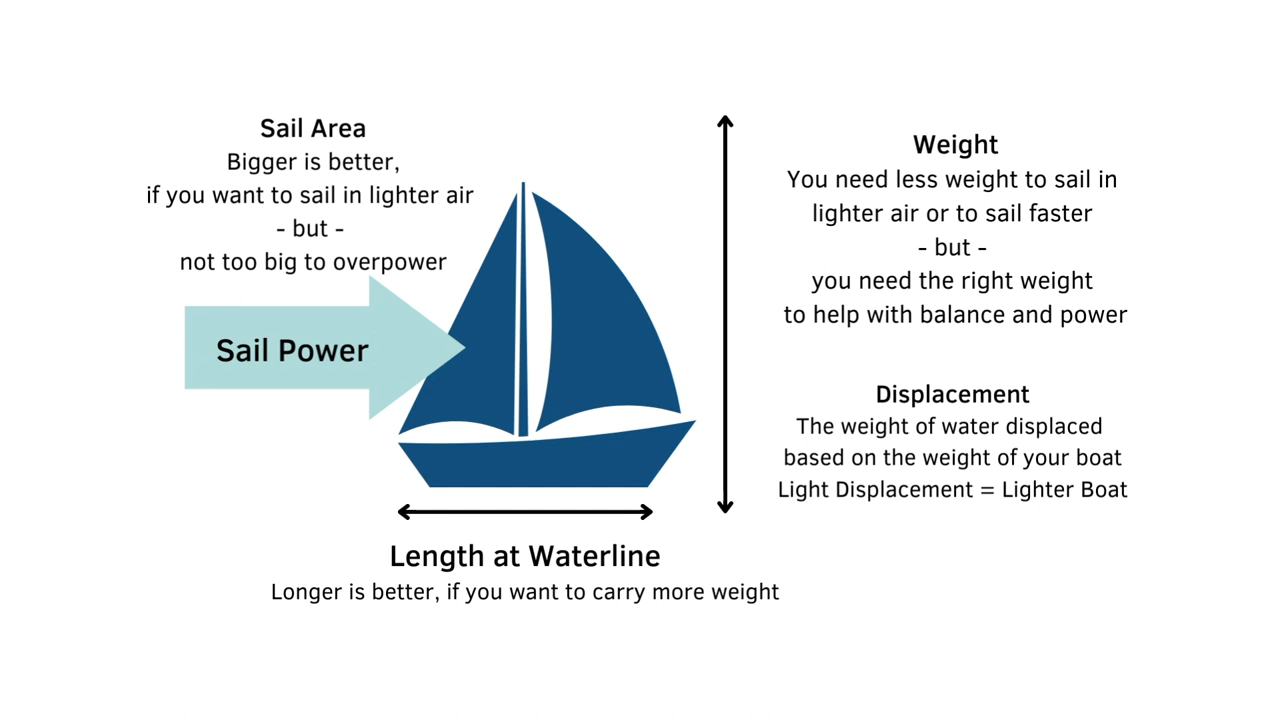 Sail Area
Bigger is better,
if you want to sail in lighter air
- but -
not too big to overpower
Sail Power
Weight
You need less weight to sail in
lighter air or to sail faster
- but -
you need the right weight
to help with balance and power
Displacement
The weight of water displaced
based on the weight of your boat
Light Displacement = Lighter Boat
Length at Waterline
Longer is better, if you want to carry more weight